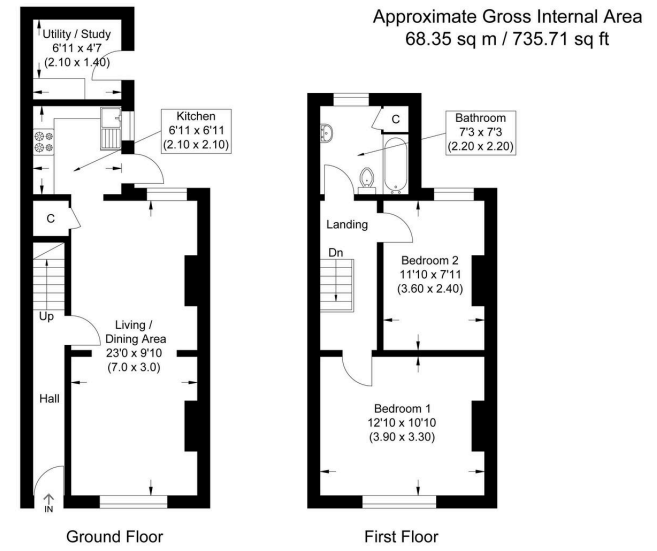 Approximate Gross Internal Area
68.35 sq m / 735.71 sq ft
Utility / Study
6'11 x 4'7
(2.10 x 1.40)
Kitchen
6'11 x 6'11
(2.10 x 2.10)
C
Up
Living /
Dining Area
23'0 x 9'10
(7.0 x 3.0)
Hall
IN
Ground Floor
C
Bathroom
7'3 x 7'3
(2.20 x 2.20)
Landing
Dn
Bedroom 2
11'10 x 7'11
(3.60 x 2.40)
Bedroom 1
12'10 x 10'10
(3.90 x 3.30)
First Floor